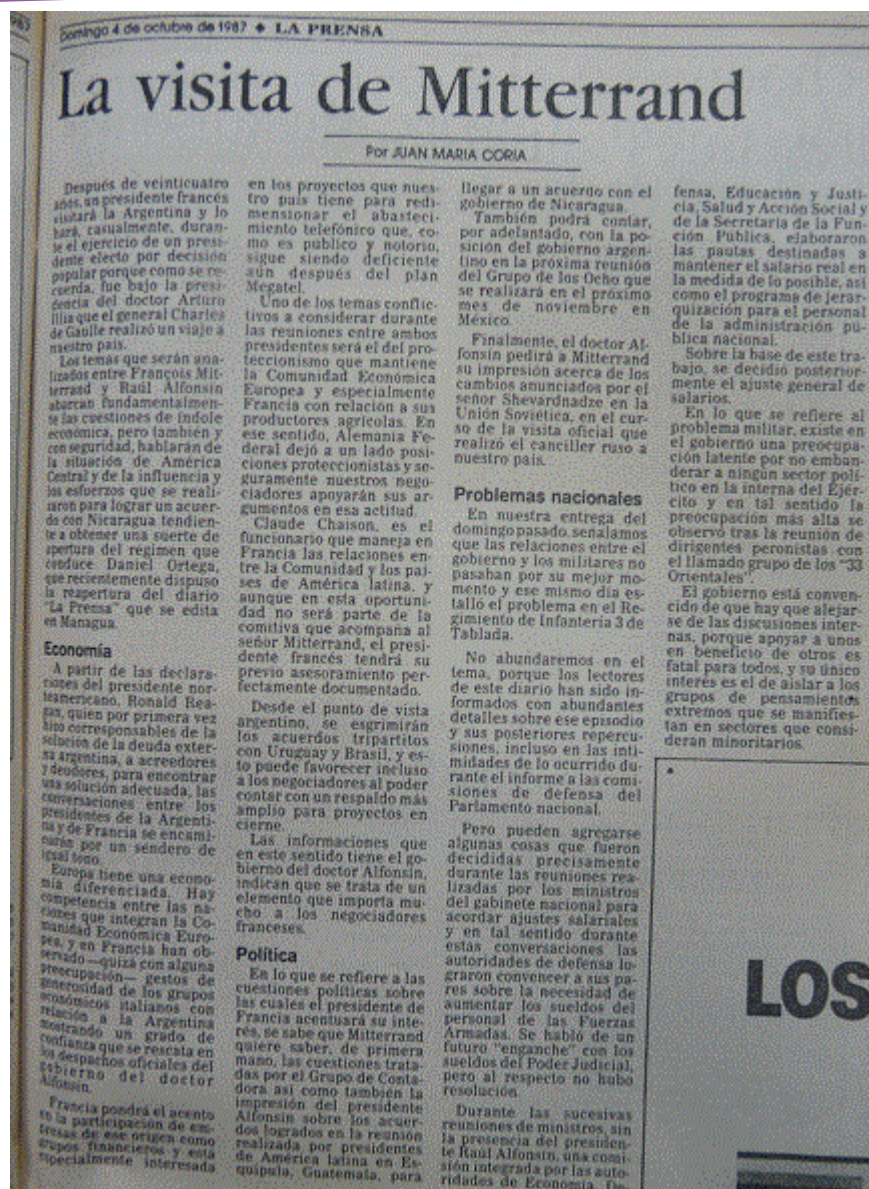 Domingo 4 de octubre de 1987 ◆ LA PRENSA
La visita de Mitterrand
Por JUAN MARIA CORIA
Después de veinticuatro
años, un presidente francés
visitará la Argentina y lo
hará, casualmente, duran-
te el ejercicio de un presi-
dente electo por decisión
popular porque como se re-
cuerda, fue bajo la presi-
dencia del doctor Arturo
Illia que el general Charles
de Gaulle realizó un viaje a
nuestro país.
Los temas que serán ana-
lizados entre François Mit-
terrand y Raúl Alfonsín
abarcan fundamentalmen-
te las cuestiones de índole
económica, pero también y
con seguridad, hablarán de
la situación de América
Central y de la influencia y
los esfuerzos que se reali-
zaron para lograr un acuer-
do con Nicaragua tendien-
te a obtener una suerte de
apertura del régimen que
conduce Daniel Ortega,
que recientemente dispuso
la reapertura del diario
"La Prensa" que se edita
en Managua.
Economía
A partir de las declara-
ciones del presidente nor-
teamericano, Ronald Rea-
gan, quien por primera vez
hizo corresponsables de la
solución de la deuda exter-
na argentina, a acreedores
y deudores, para encontrar
una solución adecuada, las
conversaciones entre los
presidentes de la Argenti-
na y de Francia se encami-
narán por un sendero de
igual tono.
Europa tiene una econo-
mía diferenciada. Hay
competencia entre las na-
ciones que integran la Co-
munidad Económica Euro-
pea, y en Francia han ob-
servado —quizá con alguna
preocupación— gestos de
generosidad de los grupos
económicos italianos con
relación a la Argentina
mostrando un grado de
confianza que se rescata en
los despachos oficiales del
gobierno del doctor
Alfonsín.
Francia pondrá el acento
en la participación de em-
presas de ese origen como
grupos financieros y está
especialmente interesada
en los proyectos que nues-
tro país tiene para redi-
mensionar el abasteci-
miento telefónico que, co-
mo es público y notorio,
sigue siendo deficiente
aún después del plan
Megatel.
Uno de los temas conflic-
tivos a considerar durante
las reuniones entre ambos
presidentes será el del pro-
teccionismo que mantiene
la Comunidad Económica
Europea y especialmente
Francia con relación a sus
productores agrícolas. En
ese sentido, Alemania Fe-
deral dejó a un lado posi-
ciones proteccionistas y se-
guramente nuestros nego-
ciadores apoyarán sus ar-
gumentos en esa actitud.
Claude Chaison, es el
funcionario que maneja en
Francia las relaciones en-
tre la Comunidad y los paí-
ses de América latina, y
aunque en esta oportuni-
dad no será parte de la
comitiva que acompaña al
señor Mitterrand, el presi-
dente francés tendrá su
previo asesoramiento per-
fectamente documentado.
Desde el punto de vista
argentino, se esgrimirán
los acuerdos tripartitos
con Uruguay y Brasil, y es-
to puede favorecer incluso
a los negociadores al poder
contar con un respaldo más
amplio para proyectos en
cierne.
Las informaciones que
en este sentido tiene el go-
bierno del doctor Alfonsín,
indican que se trata de un
elemento que importa mu-
cho a los negociadores
franceses.
Política
En lo que se refiere a las
cuestiones políticas sobre
las cuales el presidente de
Francia acentuará su inte-
rés, se sabe que Mitterrand
quiere saber, de primera
mano, las cuestiones trata-
das por el Grupo de Conta-
dora así como también la
impresión del presidente
Alfonsín sobre los acuer-
dos logrados en la reunión
realizada por presidentes
de América latina en Es-
quipula, Guatemala, para
llegar a un acuerdo con el
gobierno de Nicaragua.
También podrá contar,
por adelantado, con la po-
sición del gobierno argen-
tino en la próxima reunión
del Grupo de los Ocho que
se realizará en el próximo
mes de noviembre en
México.
Finalmente, el doctor Al-
fonsín pedirá a Mitterrand
su impresión acerca de los
cambios anunciados por el
señor Shevardnadze en la
Unión Soviética, en el cur-
so de la visita oficial que
realizó el canciller ruso a
nuestro país.
Problemas nacionales
En nuestra entrega del
domingo pasado, señalamos
que las relaciones entre el
gobierno y los militares no
pasaban por su mejor mo-
mento y ese mismo día es-
talló el problema en el Re-
gimiento de Infantería 3 de
Tablada.
No abundaremos en el
tema, porque los lectores
de este diario han sido in-
formados con abundantes
detalles sobre ese episodio
y sus posteriores repercu-
siones, incluso en las inti-
midades de lo ocurrido du-
rante el informe a las comi-
siones de defensa del
Parlamento nacional.
Pero pueden agregarse
algunas cosas que fueron
decididas precisamente
durante las reuniones rea-
lizadas por los ministros
del gabinete nacional para
acordar ajustes salariales
y en tal sentido durante
estas conversaciones las
autoridades de defensa lo-
graron convencer a sus pa-
res sobre la necesidad de
aumentar los sueldos del
personal de las Fuerzas
Armadas. Se habló de un
futuro "enganche" con los
sueldos del Poder Judicial,
pero al respecto no hubo
resolución.
Durante las sucesivas
reuniones de ministros, sin
la presencia del presiden-
te Raúl Alfonsín, una comi-
sión integrada por las auto-
ridades de Economía, De-
fensa, Educación y Justi-
cia, Salud y Acción Social y
de la Secretaría de la Fun-
ción Pública, elaboraron
las pautas destinadas a
mantener el salario real en
la medida de lo posible, así
como el programa de jerar-
quización para el personal
de la administración pú-
blica nacional.
Sobre la base de este tra-
bajo, se decidió posterior-
mente el ajuste general de
salarios.
En lo que se refiere al
problema militar, existe en
el gobierno una preocupa-
ción latente por no emban-
derar a ningún sector polí-
tico en la interna del Ejér-
cito y en tal sentido la
preocupación más alta se
observó tras la reunión de
dirigentes peronistas con
el llamado grupo de los "33
Orientales".
El gobierno está conven-
cido de que hay que alejar-
se de las discusiones inter-
nas, porque apoyar a unos
en beneficio de otros es
fatal para todos, y su único
interés es el de aislar a los
grupos de pensamientos
extremos que se manifies-
tan en sectores que consi-
deran minoritarios.
LOS